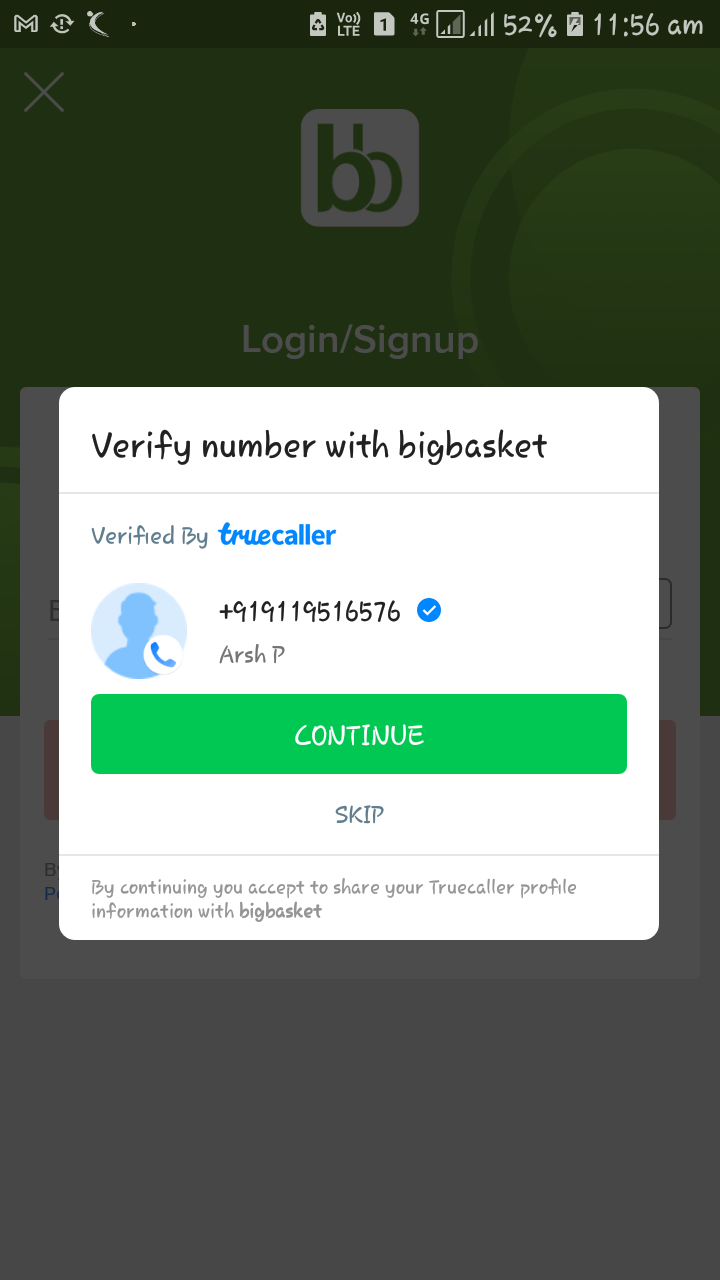 Vo))
LTE
1
4G
52%
11:56 am
bb
Login/Signup
Verify number with bigbasket
Verified By truecaller
+919119516576
Arsh P
CONTINUE
SKIP
By continuing you accept to share your Truecaller profile
information with bigbasket